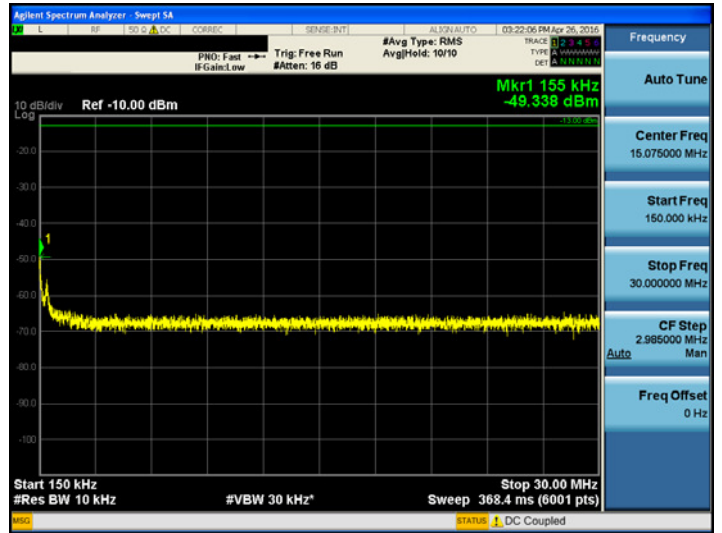 Agilent Spectrum Analyzer - Swept SA
L RF 50 Ω DC CORREC SENSE:INT ALIGN AUTO 03:22:06 PM Apr 26, 2016
PNO: Fast
IFGain:Low
Trig: Free Run
#Atten: 16 dB
#Avg Type: RMS
Avg|Hold: 10/10
TRACE 1 2 3 4 5 6
TYPE A WWWWW
DET A N N N N N
Mkr1 155 kHz
-49.338 dBm
10 dB/div Ref -10.00 dBm
Log
-13.00 dBm
-20.0
-30.0
-40.0
1
-50.0
-60.0
-70.0
-80.0
-90.0
-100
Start 150 kHz Stop 30.00 MHz
#Res BW 10 kHz #VBW 30 kHz* Sweep 368.4 ms (6001 pts)
MSG STATUS DC Coupled
Frequency
Auto Tune
Center Freq
15.075000 MHz
Start Freq
150.000 kHz
Stop Freq
30.000000 MHz
CF Step
2.985000 MHz
Auto Man
Freq Offset
0 Hz